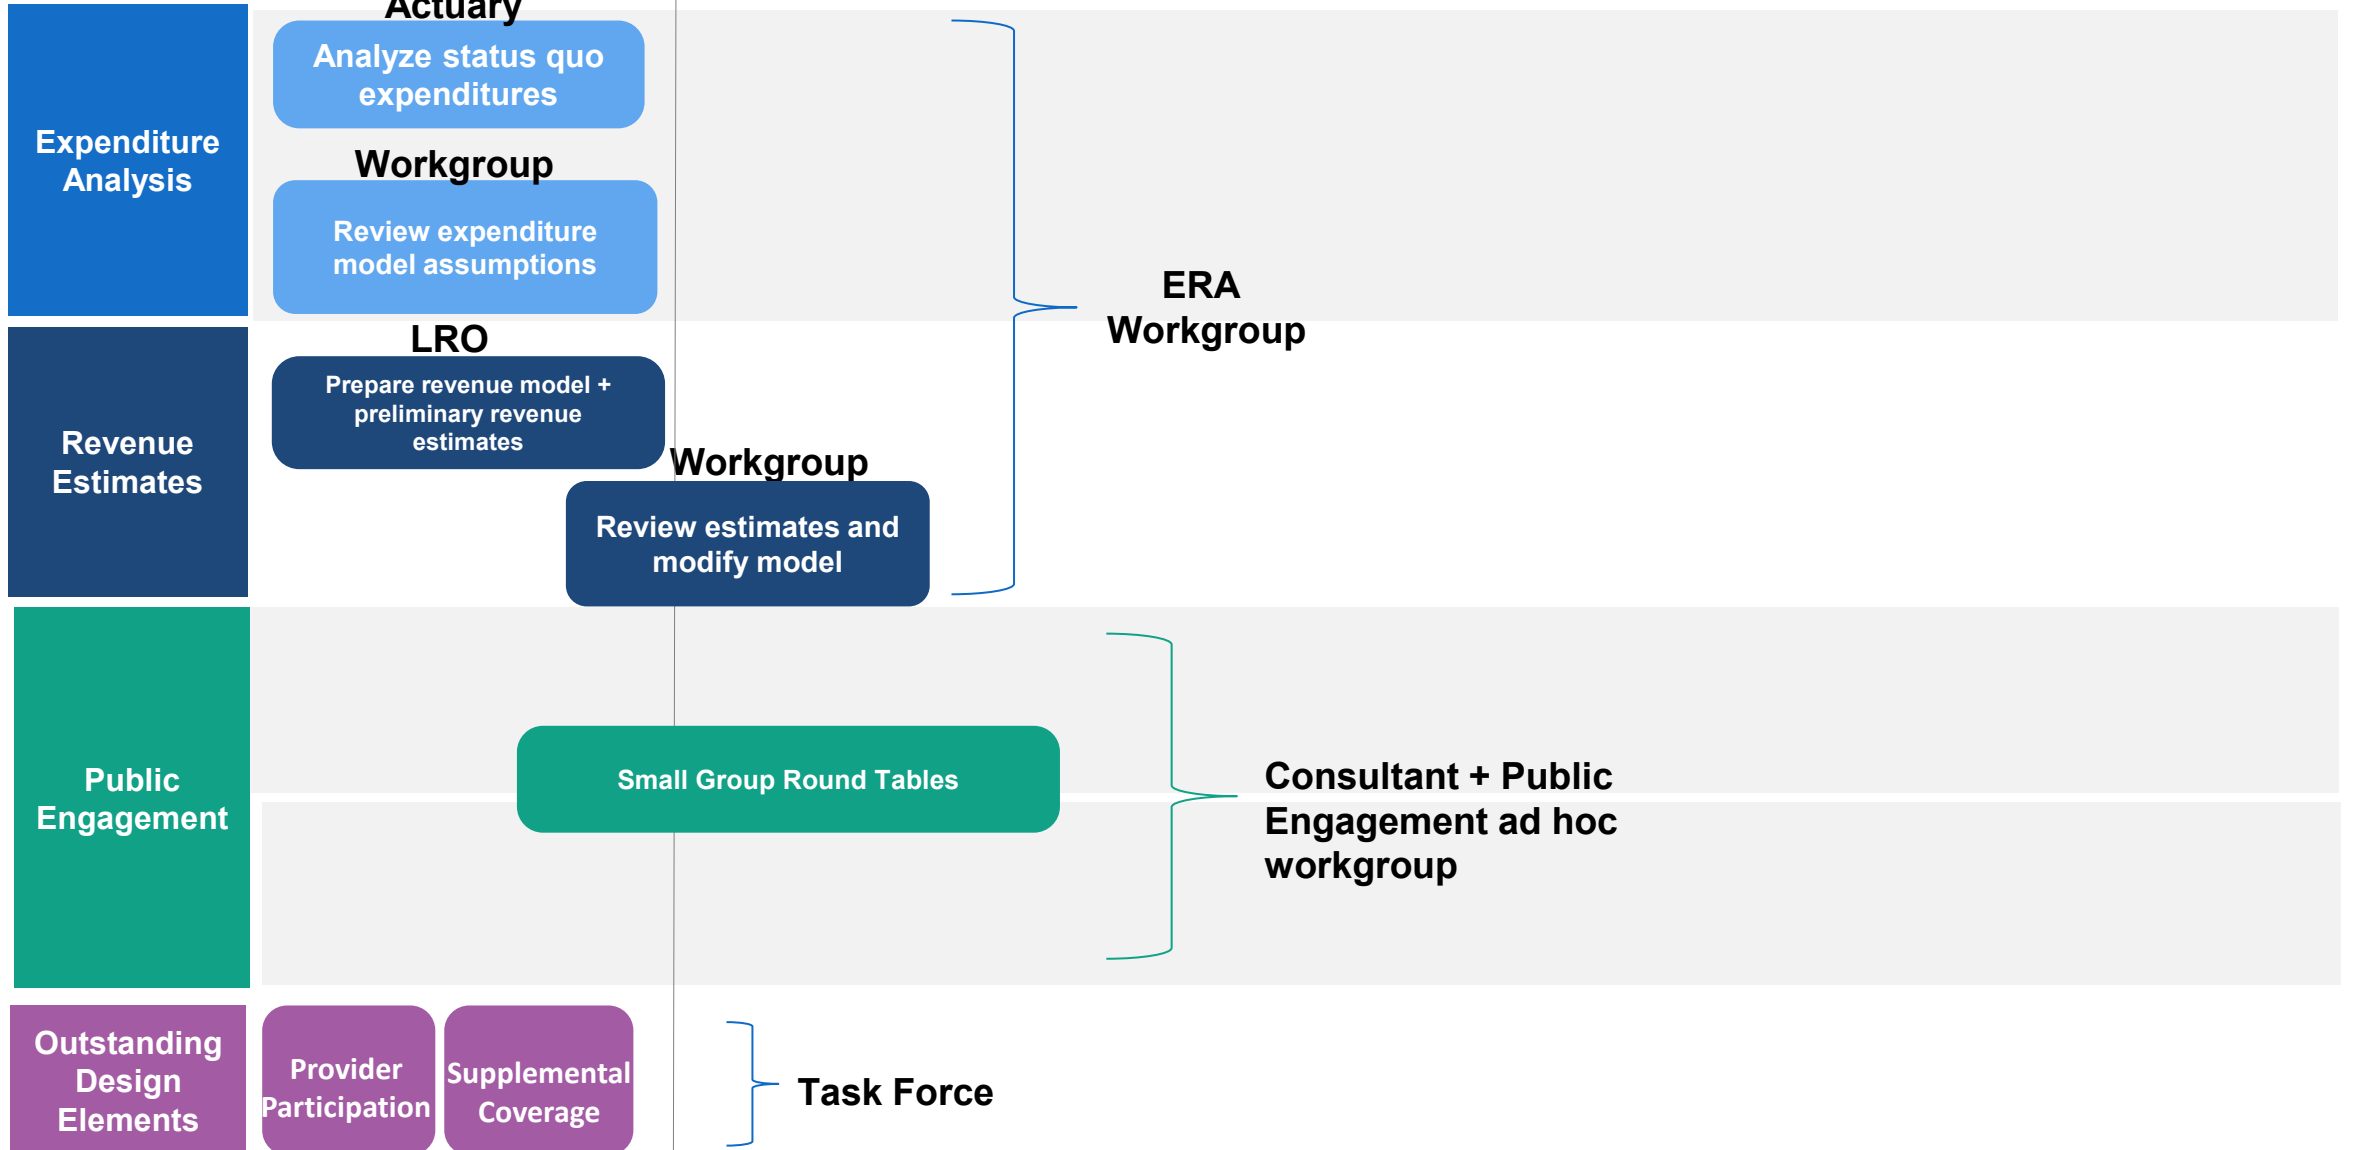 Actuary
Analyze status quo
expenditures
Expenditure
Analysis
Workgroup
Review expenditure
model assumptions
ERA
Workgroup
LRO
Prepare revenue model +
preliminary revenue
estimates
Revenue
Estimates
Workgroup
Review estimates and
modify model
Public
Engagement
Small Group Round Tables
Consultant + Public
Engagement ad hoc
workgroup
Outstanding
Design
Elements
Provider
Participation
Supplemental
Coverage
Task Force